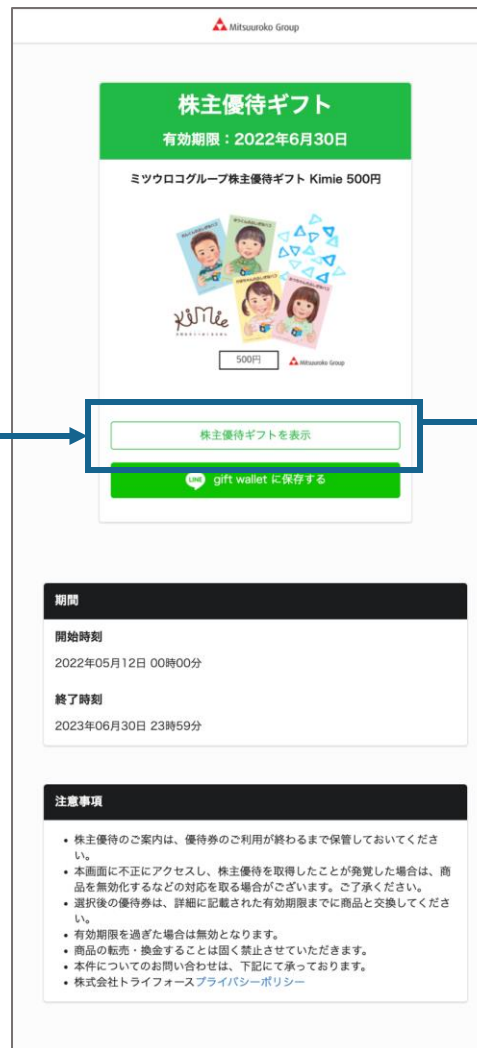 Mitsuuroko Group
株主優待ギフト
有効期限：2022年6月30日
ミツウロコグループ株主優待ギフト Kimie 500円
Kimie
500円
Mitsuuroko Group
株主優待ギフトを表示
LINE gift wallet に保存する
期間
開始時刻
2022年05月12日 00時00分
終了時刻
2023年06月30日 23時59分
注意事項
• 株主優待のご案内は、優待券のご利用が終わるまで保管しておいてくださ
い。
• 本画面に不正にアクセスし、株主優待を取得したことが発覚した場合は、商
品を無効化するなどの対応を取る場合がございます。ご了承ください。
• 選択後の優待券は、詳細に記載された有効期限までに商品と交換してくださ
い。
• 有効期限を過ぎた場合は無効となります。
• 商品の転売・換金することは固く禁止させていただきます。
• 本件についてのお問い合わせは、下記にて承っております。
• 株式会社トライフォースプライバシーポリシー